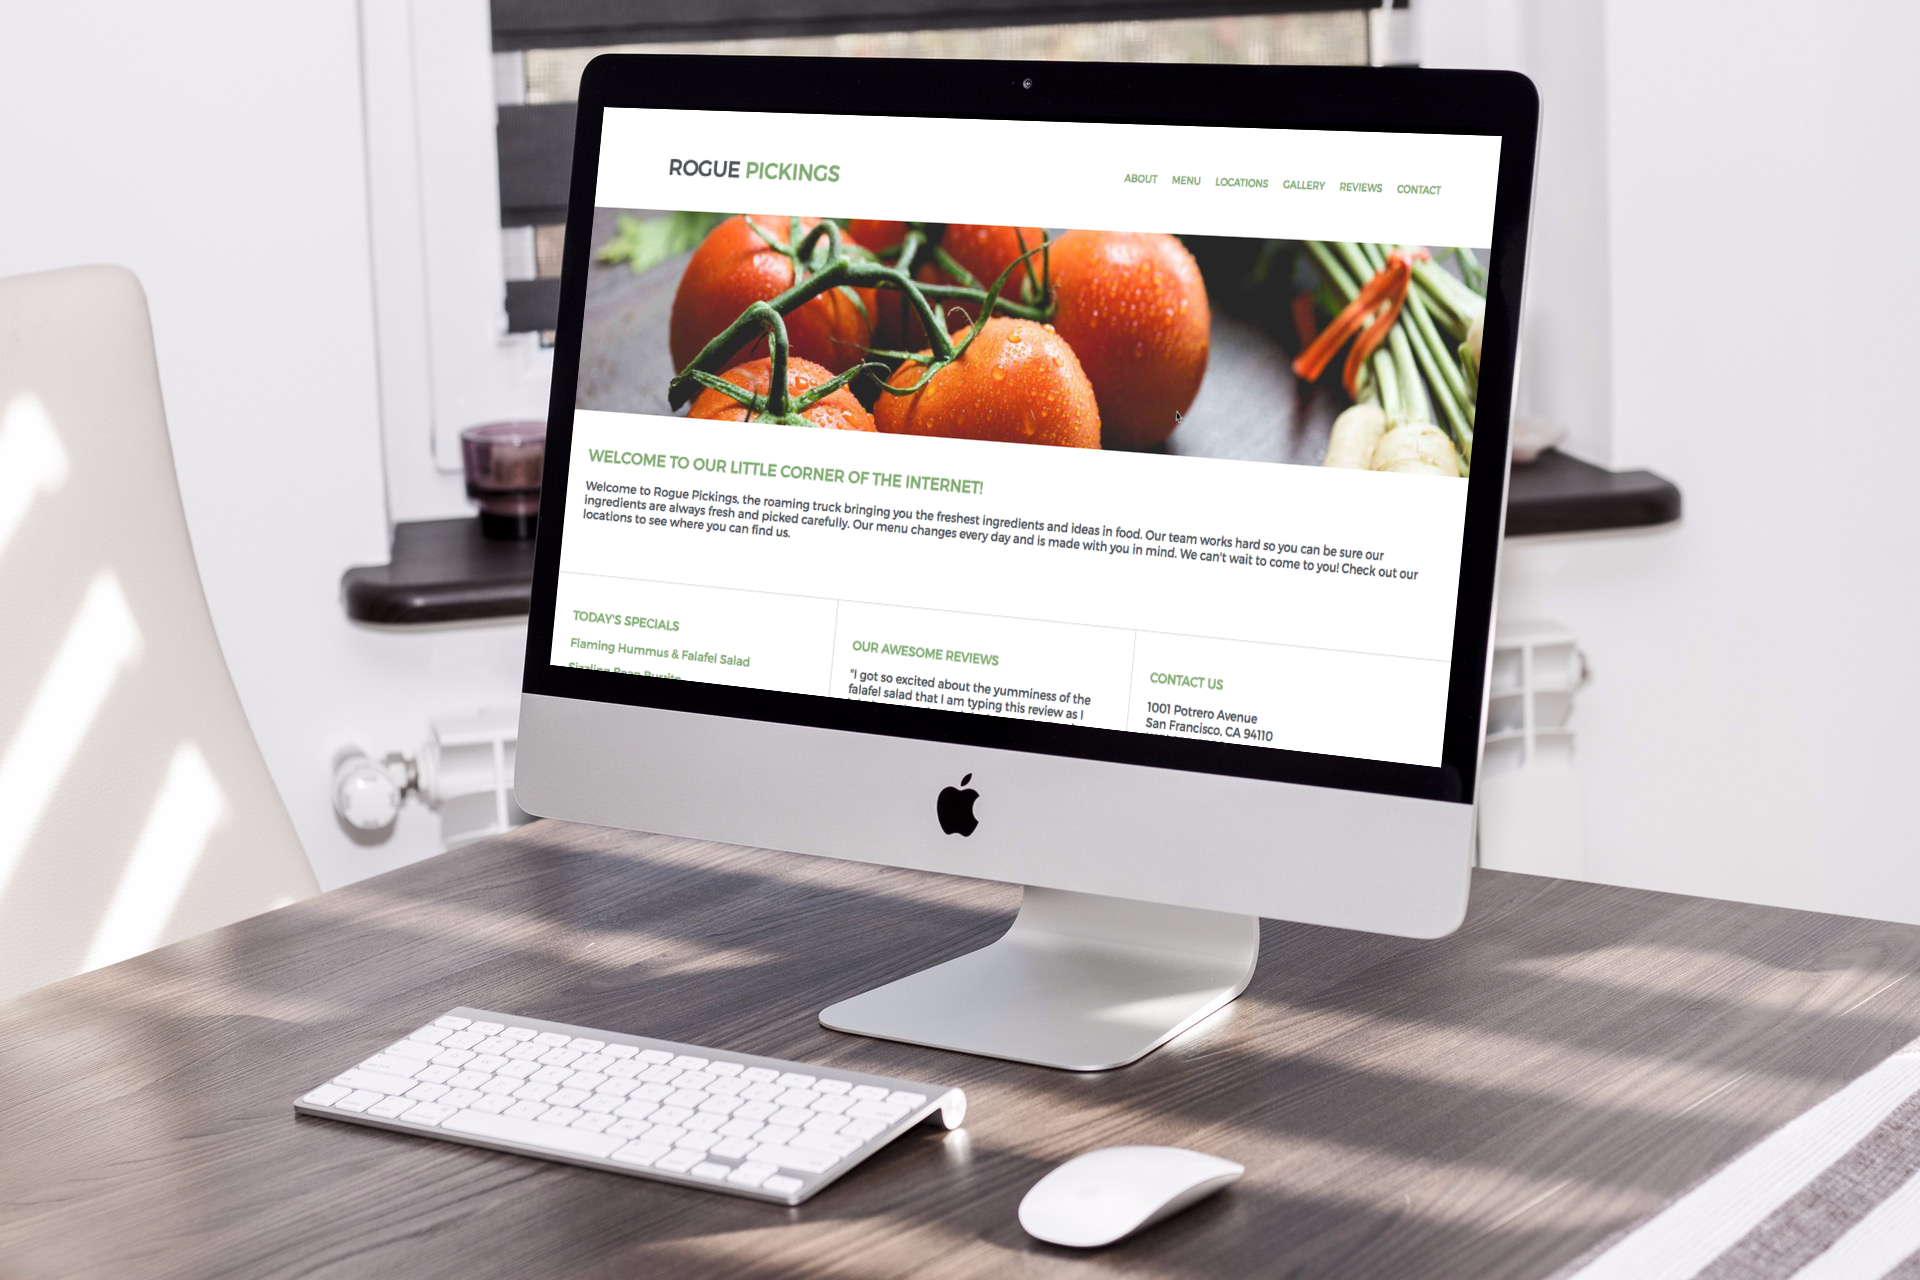 ROGUE PICKINGS
ABOUT MENU LOCATIONS GALLERY REVIEWS CONTACT
WELCOME TO OUR LITTLE CORNER OF THE INTERNET!
Welcome to Rogue Pickings, the roaming truck bringing you the freshest ingredients and ideas in food. Our team works hard so you can be sure our
ingredients are always fresh and picked carefully. Our menu changes every day and is made with you in mind. We can't wait to come to you! Check out our
locations to see where you can find us.
TODAY'S SPECIALS
Flaming Hummus & Falafel Salad
Sizzling Bean Burrito
OUR AWESOME REVIEWS
"I got so excited about the yumminess of the
falafel salad that I am typing this review as I
CONTACT US
1001 Potrero Avenue
San Francisco, CA 94110